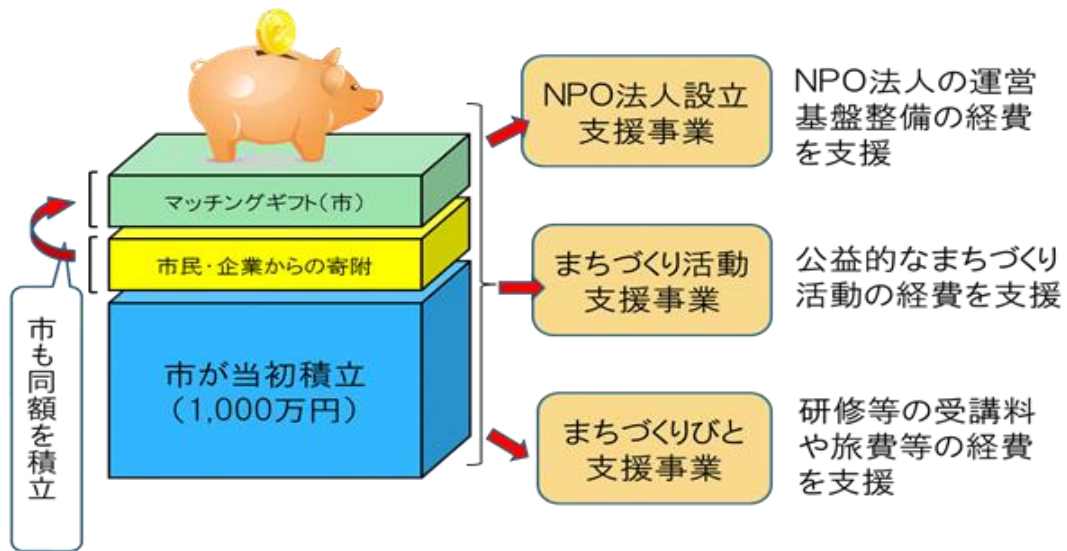 マッチングギフト(市)
市民・企業からの寄附
市が当初積立
(1,000万円)
市も同額を積立
NPO法人設立
支援事業
NPO法人の運営
基盤整備の経費
を支援
まちづくり活動
支援事業
公益的なまちづくり
活動の経費を支援
まちづくりびと
支援事業
研修等の受講料
や旅費等の経費
を支援